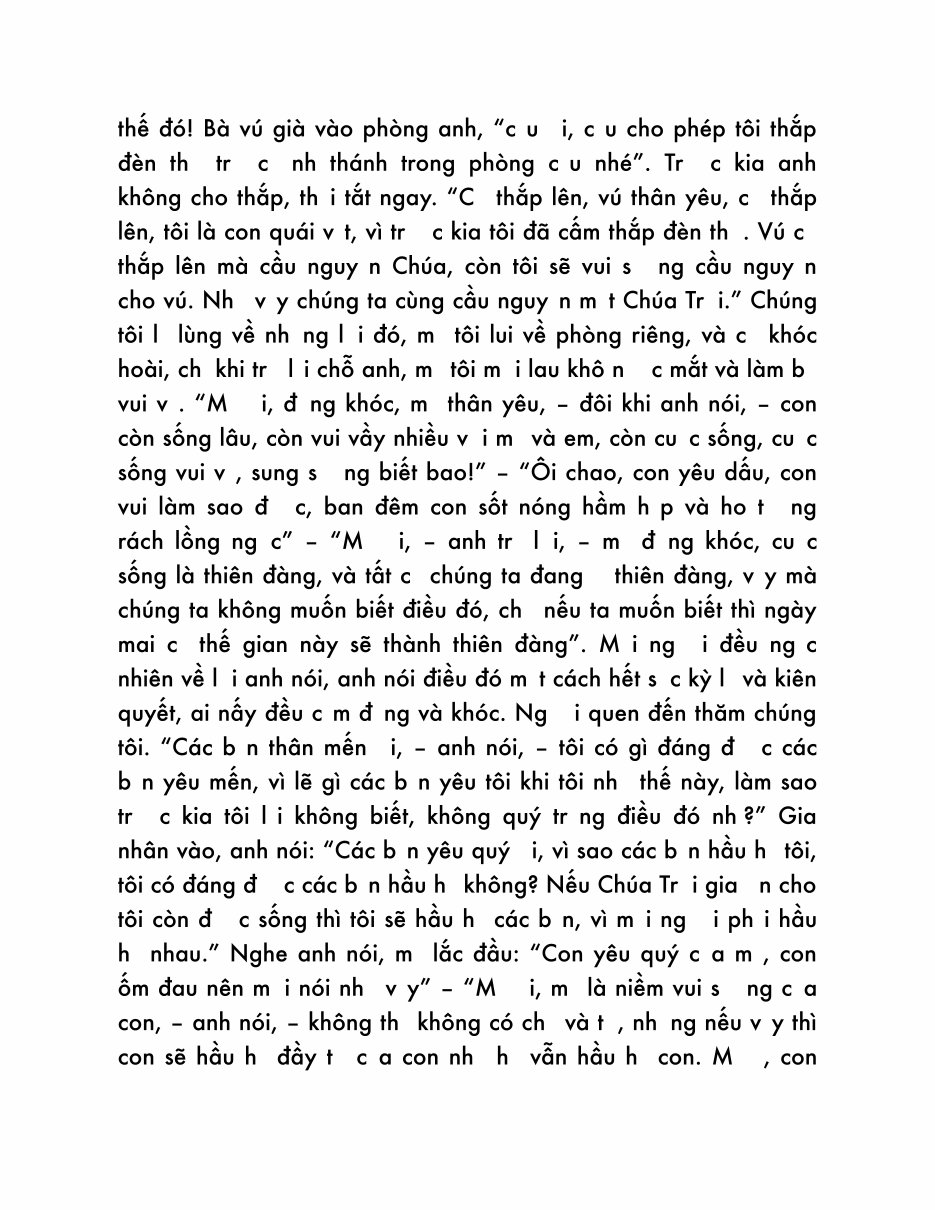 thế đó! Bà vú già vào phòng anh, “c u  i, c u cho phép tôi thắp
đèn th  tr  c  nh thánh trong phòng c u nhé”. Tr  c kia anh
không cho thắp, th i tắt ngay. “C  thắp lên, vú thân yêu, c  thắp
lên, tôi là con quái v t, vì tr  c kia tôi đã cấm thắp đèn th . Vú c
thắp lên mà cầu nguy n Chúa, còn tôi sẽ vui s  ng cầu nguy n
cho vú. Nh  v y chúng ta cùng cầu nguy n m t Chúa Tr i.” Chúng
tôi l  lùng về nh ng l i đó, m  tôi lui về phòng riêng, và c  khóc
hoài, ch  khi tr  l i chỗ anh, m  tôi m i lau khô n  c mắt và làm b
vui v . “M   i, đ ng khóc, m  thân yêu, – đôi khi anh nói, – con
còn sống lâu, còn vui vầy nhiều v i m  và em, còn cu c sống, cu c
sống vui v , sung s  ng biết bao!” – “Ôi chao, con yêu dấu, con
vui làm sao đ  c, ban đêm con sốt nóng hầm h p và ho t  ng
rách lồng ng c” – “M   i, – anh tr  l i, – m  đ ng khóc, cu c
sống là thiên đàng, và tất c  chúng ta đang   thiên đàng, v y mà
chúng ta không muốn biết điều đó, ch  nếu ta muốn biết thì ngày
mai c  thế gian này sẽ thành thiên đàng”. M i ng  i đều ng c
nhiên về l i anh nói, anh nói điều đó m t cách hết s c kỳ l  và kiên
quyết, ai nấy đều c m đ ng và khóc. Ng  i quen đến thăm chúng
tôi. “Các b n thân mến  i, – anh nói, – tôi có gì đáng đ  c các
b n yêu mến, vì lẽ gì các b n yêu tôi khi tôi nh  thế này, làm sao
tr  c kia tôi l i không biết, không quý tr ng điều đó nh ?” Gia
nhân vào, anh nói: “Các b n yêu quý  i, vì sao các b n hầu h  tôi,
tôi có đáng đ  c các b n hầu h  không? Nếu Chúa Tr i gia  n cho
tôi còn đ  c sống thì tôi sẽ hầu h  các b n, vì m i ng  i ph i hầu
h  nhau.” Nghe anh nói, m  lắc đầu: “Con yêu quý c a m , con
ốm đau nên m i nói nh  v y” – “M   i, m  là niềm vui s  ng c a
con, – anh nói, – không th  không có ch  và t , nh ng nếu v y thì
con sẽ hầu h  đầy t  c a con nh  h  vẫn hầu h  con. M  , con